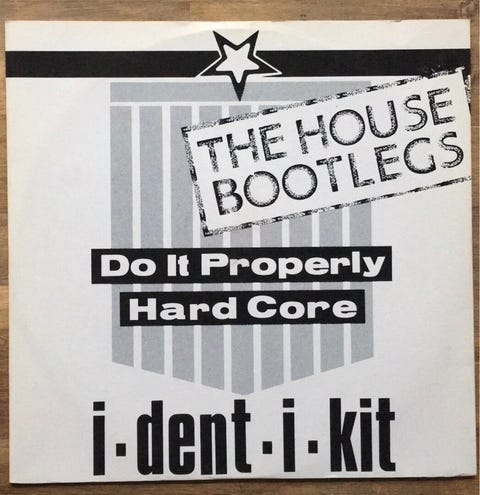 THE HOUSE
BOOTLEGS
Do It Properly
Hard Core
i·dent·i·kit